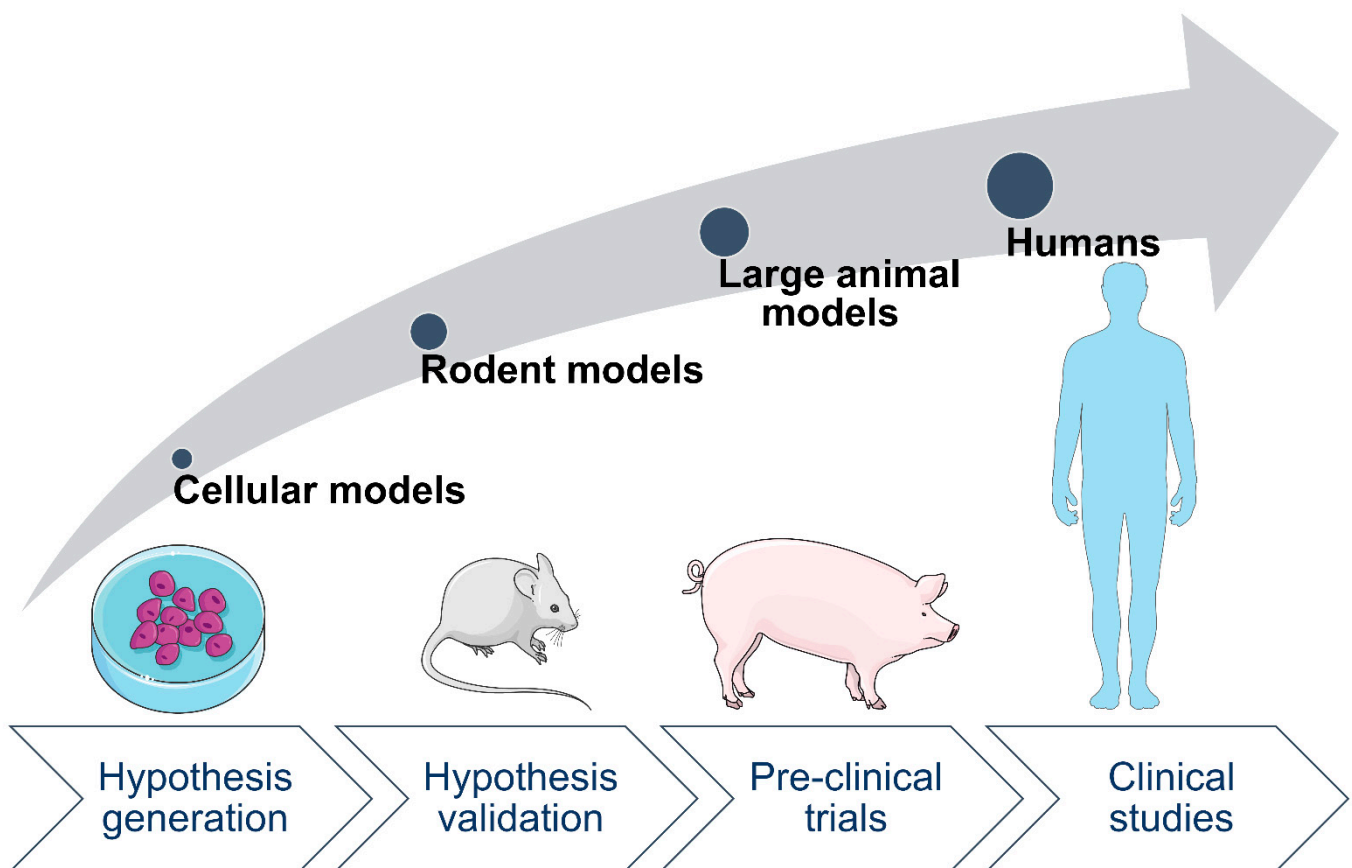 Humans
Large animal
models
Rodent models
Cellular models
Hypothesis
generation
Hypothesis
validation
Pre-clinical
trials
Clinical
studies